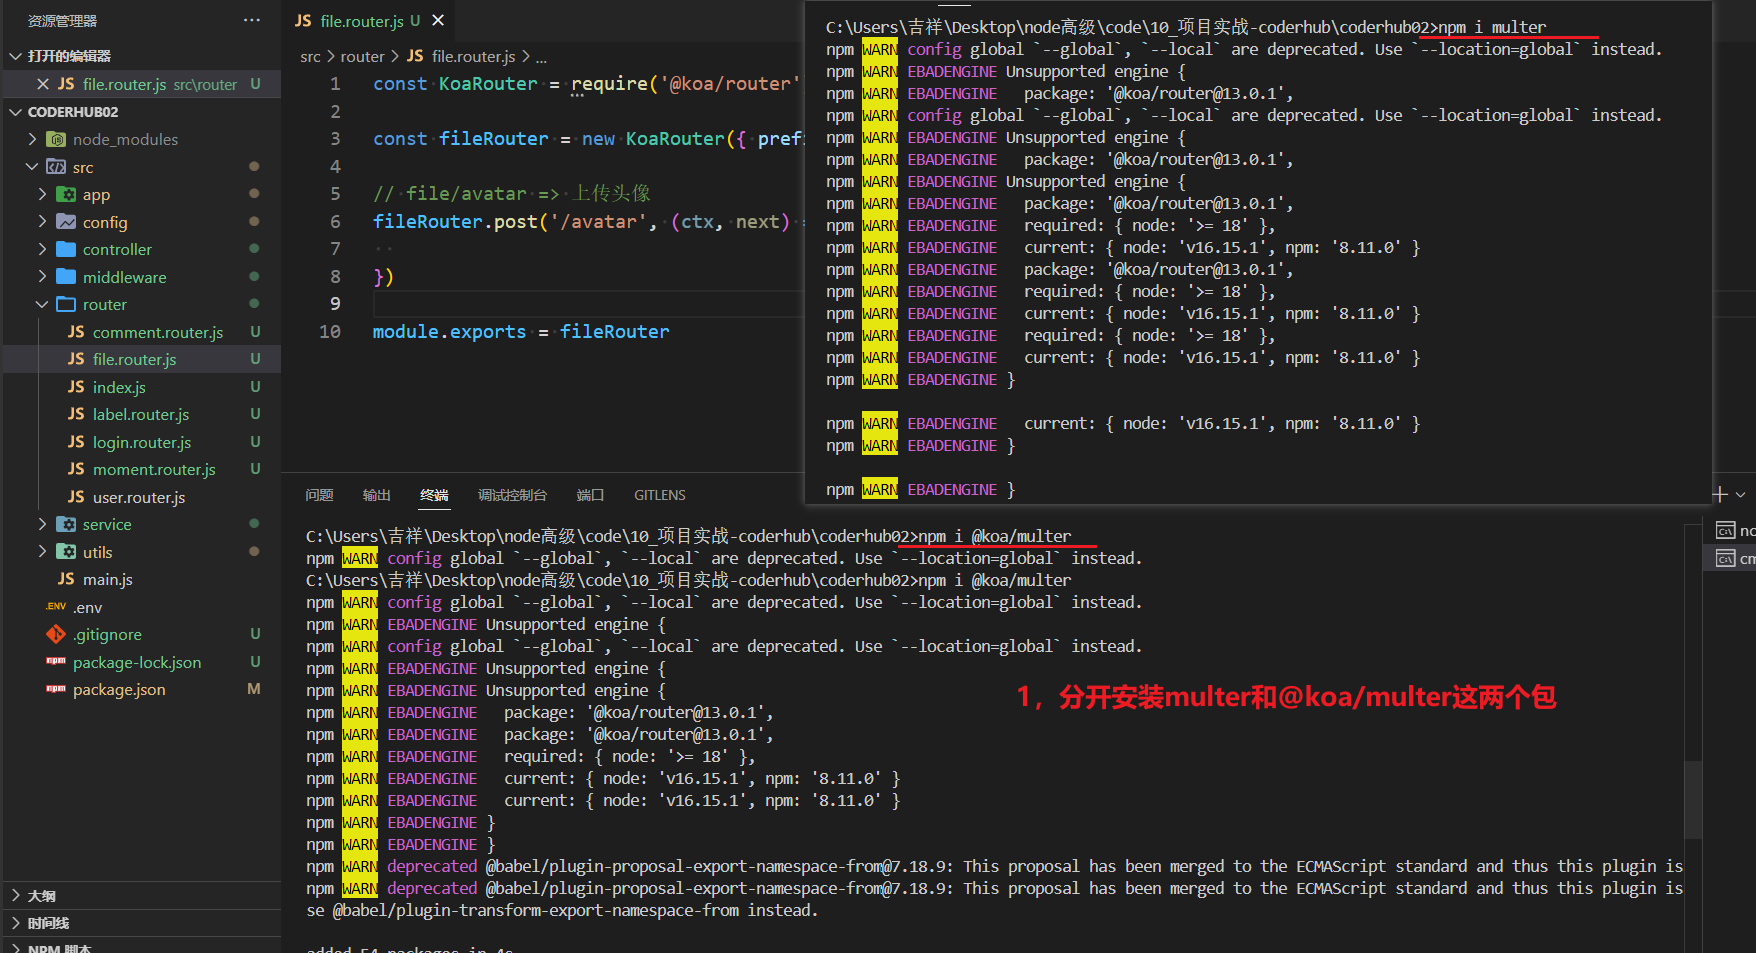 资源管理器
打开的编辑器
JS file.router.js src\router U
CODERHUB02
node_modules
src
app
config
controller
middleware
router
JS comment.router.js U
JS file.router.js U
JS index.js U
JS label.router.js U
JS login.router.js U
JS moment.router.js U
JS user.router.js
service
utils
JS main.js
.ENV .env
.gitignore U
npm package-lock.json U
npm package.json M
大纲
时间线
NPM 脚本
JS file.router.js U
src > router > JS file.router.js > ...
1 const KoaRouter = require('@koa/router'
2
3 const fileRouter = new KoaRouter({ pref
4
5 // file/avatar => 上传头像
6 fileRouter.post('/avatar', (ctx, next)
7
8 })
9
10 module.exports = fileRouter
C:\Users\吉祥\Desktop\node高级\code\10_项目实战-coderhub\coderhub02>npm i multer
npm WARN config global `--global`, `--local` are deprecated. Use `--location=global` instead.
npm WARN EBADENGINE Unsupported engine {
npm WARN EBADENGINE   package: '@koa/router@13.0.1',
npm WARN config global `--global`, `--local` are deprecated. Use `--location=global` instead.
npm WARN EBADENGINE Unsupported engine {
npm WARN EBADENGINE   package: '@koa/router@13.0.1',
npm WARN EBADENGINE Unsupported engine {
npm WARN EBADENGINE   package: '@koa/router@13.0.1',
npm WARN EBADENGINE   required: { node: '>= 18' },
npm WARN EBADENGINE   current: { node: 'v16.15.1', npm: '8.11.0' }
npm WARN EBADENGINE   package: '@koa/router@13.0.1',
npm WARN EBADENGINE   required: { node: '>= 18' },
npm WARN EBADENGINE   current: { node: 'v16.15.1', npm: '8.11.0' }
npm WARN EBADENGINE   required: { node: '>= 18' },
npm WARN EBADENGINE   current: { node: 'v16.15.1', npm: '8.11.0' }
npm WARN EBADENGINE }
npm WARN EBADENGINE   current: { node: 'v16.15.1', npm: '8.11.0' }
npm WARN EBADENGINE }
npm WARN EBADENGINE }
问题 输出 终端 调试控制台 端口 GITLENS
C:\Users\吉祥\Desktop\node高级\code\10_项目实战-coderhub\coderhub02>npm i @koa/multer
npm WARN config global `--global`, `--local` are deprecated. Use `--location=global` instead.
C:\Users\吉祥\Desktop\node高级\code\10_项目实战-coderhub\coderhub02>npm i @koa/multer
npm WARN config global `--global`, `--local` are deprecated. Use `--location=global` instead.
npm WARN EBADENGINE Unsupported engine {
npm WARN config global `--global`, `--local` are deprecated. Use `--location=global` instead.
npm WARN EBADENGINE Unsupported engine {
npm WARN EBADENGINE Unsupported engine {
npm WARN EBADENGINE   package: '@koa/router@13.0.1',
npm WARN EBADENGINE   package: '@koa/router@13.0.1',
npm WARN EBADENGINE   required: { node: '>= 18' },
npm WARN EBADENGINE   current: { node: 'v16.15.1', npm: '8.11.0' }
npm WARN EBADENGINE   current: { node: 'v16.15.1', npm: '8.11.0' }
npm WARN EBADENGINE }
npm WARN EBADENGINE }
npm WARN deprecated @babel/plugin-proposal-export-namespace-from@7.18.9: This proposal has been merged to the ECMAScript standard and thus this plugin is
npm WARN deprecated @babel/plugin-proposal-export-namespace-from@7.18.9: This proposal has been merged to the ECMAScript standard and thus this plugin is
se @babel/plugin-transform-export-namespace-from instead.
added 54 packages in 4s
1，分开安装multer和@koa/multer这两个包